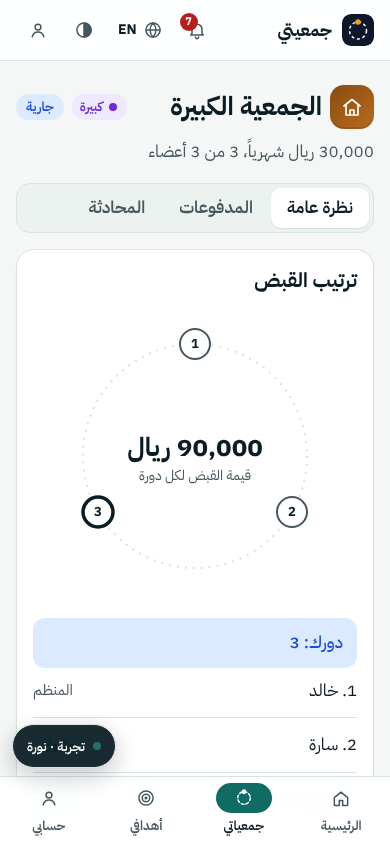 جمعيتي
7
EN
الجمعية الكبيرة
كبيرة
جارية
30,000 ريال شهرياً، 3 من 3 أعضاء
نظرة عامة
المدفوعات
المحادثة
ترتيب القبض
1
90,000 ريال
قيمة القبض لكل دورة
2
3
دورك: 3
1. خالد
المنظم
2. سارة
تجربة · نورة
الرئيسية
جمعياتي
أهدافي
حسابي